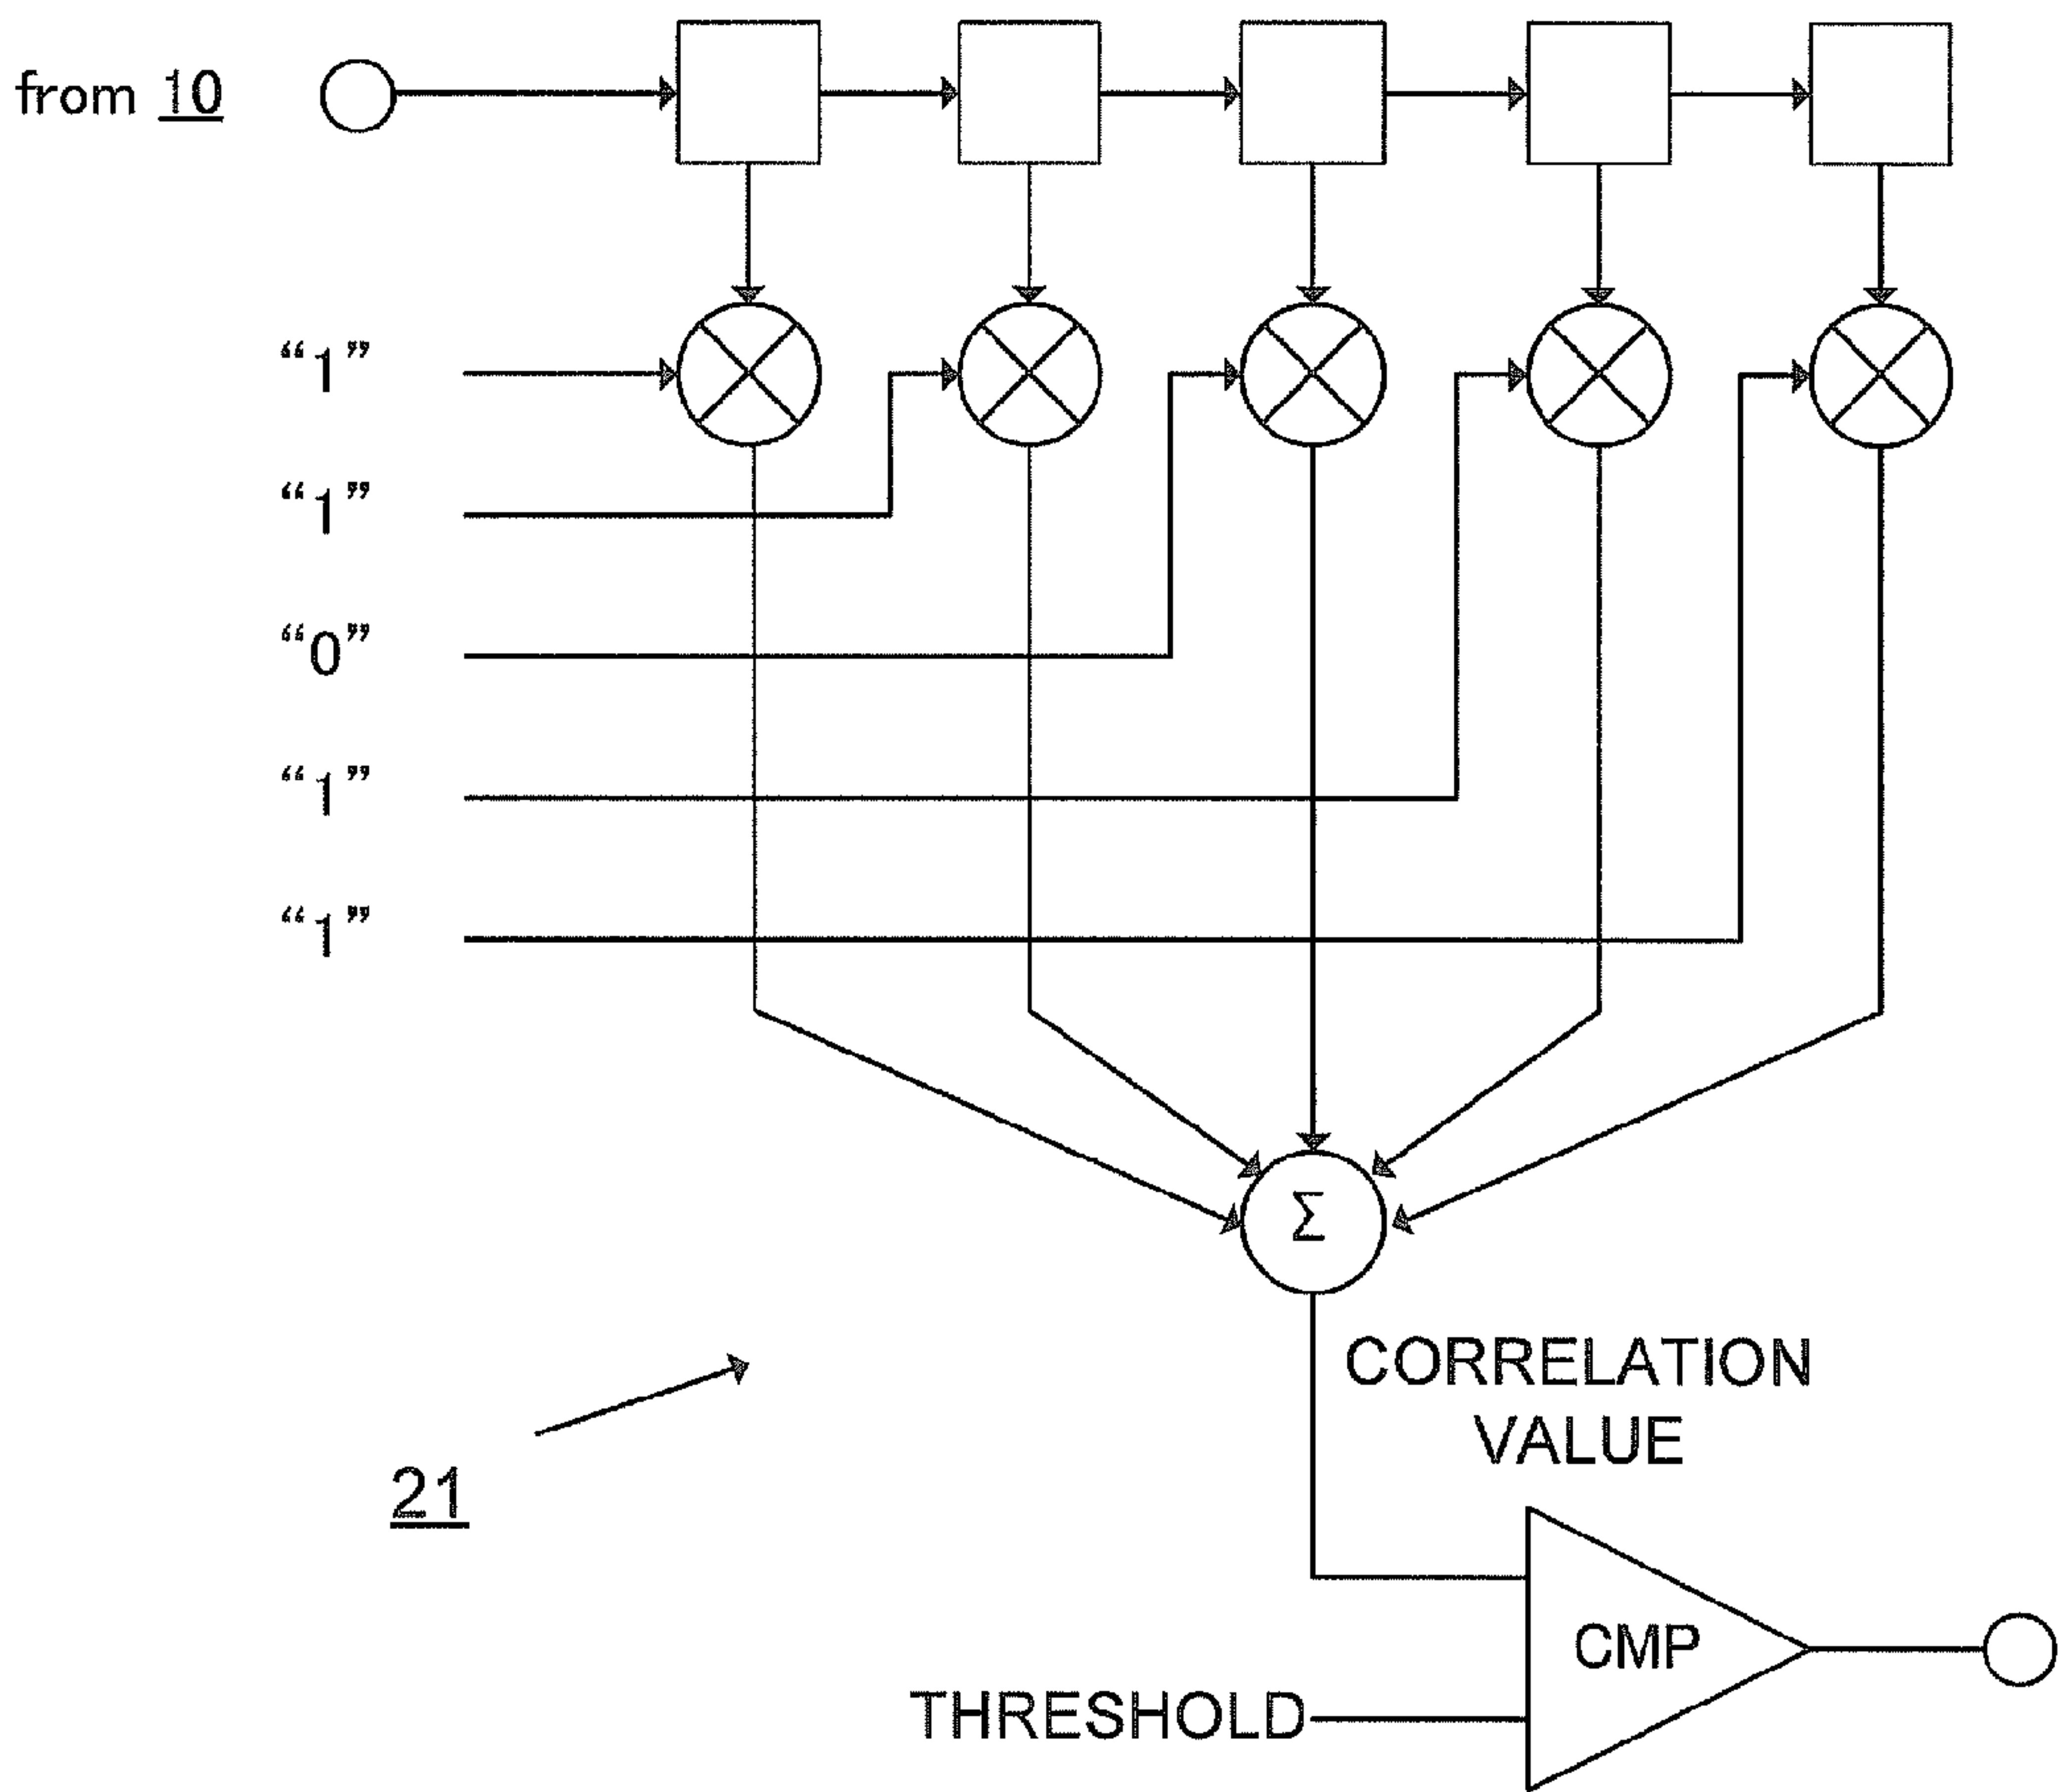 from 10
“1”
“1”
“0”
“1”
“1”
Σ
CORRELATION
VALUE
21
CMP
THRESHOLD